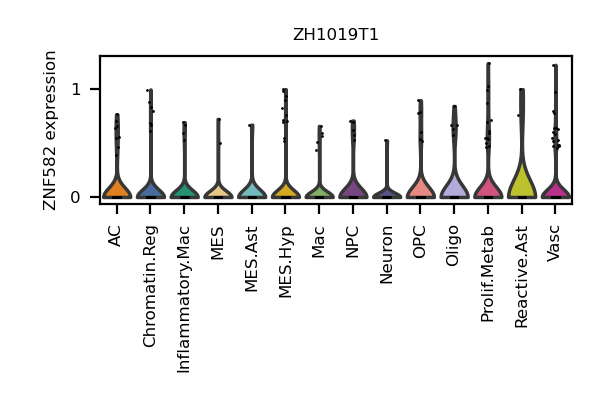 ZH1019T1
ZNF582 expression
1
0
AC
Chromatin.Reg
Inflammatory.Mac
MES
MES.Ast
MES.Hyp
Mac
NPC
Neuron
OPC
Oligo
Prolif.Metab
Reactive.Ast
Vasc